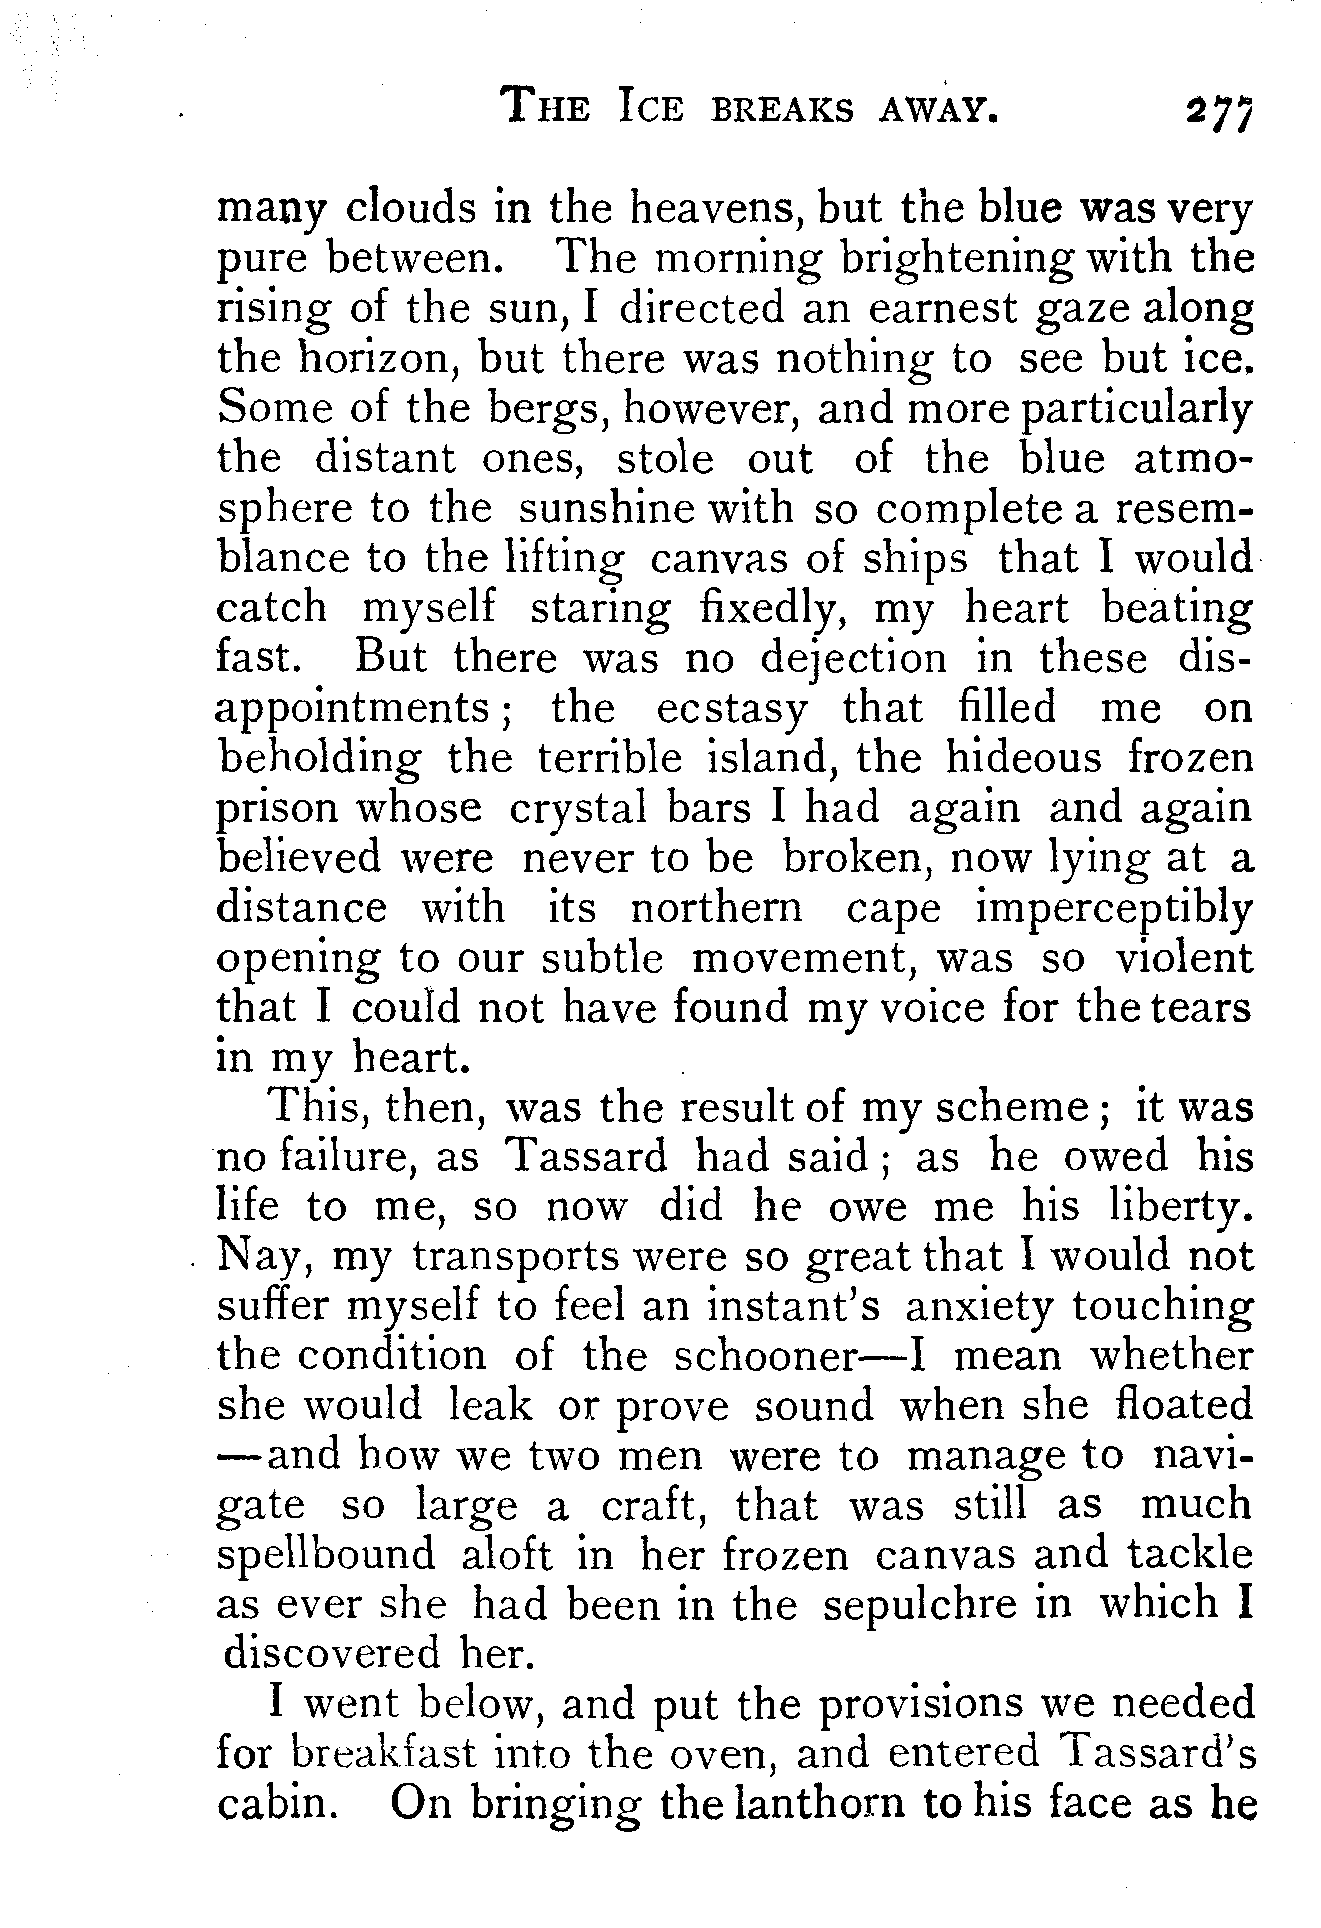 THE ICE BREAKS AWAY. 277
many clouds in the heavens, but the blue was very
pure between. The morning brightening with the
rising of the sun, I directed an earnest gaze along
the horizon, but there was nothing to see but ice.
Some of the bergs, however, and more particularly
the distant ones, stole out of the blue atmo-
sphere to the sunshine with so complete a resem-
blance to the lifting canvas of ships that I would
catch myself staring fixedly, my heart beating
fast. But there was no dejection in these dis-
appointments; the ecstasy that filled me on
beholding the terrible island, the hideous frozen
prison whose crystal bars I had again and again
believed were never to be broken, now lying at a
distance with its northern cape imperceptibly
opening to our subtle movement, was so violent
that I could not have found my voice for the tears
in my heart.
This, then, was the result of my scheme; it was
no failure, as Tassard had said; as he owed his
life to me, so now did he owe me his liberty.
Nay, my transports were so great that I would not
suffer myself to feel an instant's anxiety touching
the condition of the schooner—I mean whether
she would leak or prove sound when she floated
—and how we two men were to manage to navi-
gate so large a craft, that was still as much
spellbound aloft in her frozen canvas and tackle
as ever she had been in the sepulchre in which I
discovered her.
I went below, and put the provisions we needed
for breakfast into the oven, and entered Tassard's
cabin. On bringing the lanthorn to his face as he